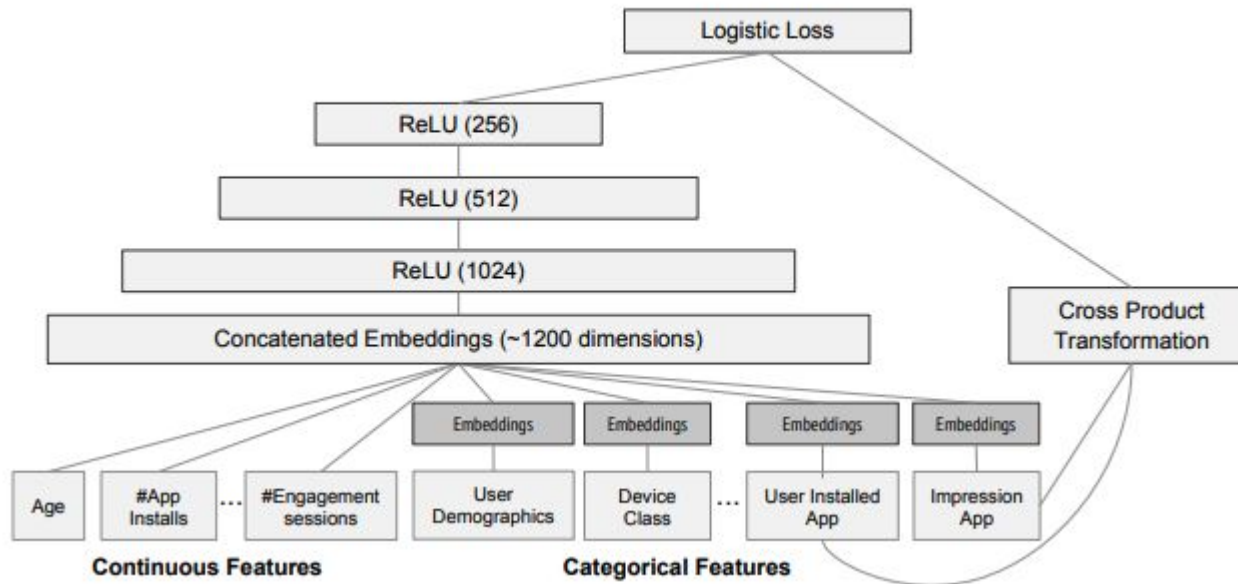 Logistic Loss
ReLU (256)
ReLU (512)
ReLU (1024)
Concatenated Embeddings (~1200 dimensions)
Cross Product
Transformation
Embeddings
Embeddings
Embeddings
Embeddings
Age
#App
Installs
...
#Engagement
sessions
User
Demographics
Device
Class
...
User Installed
App
Impression
App
Continuous Features
Categorical Features